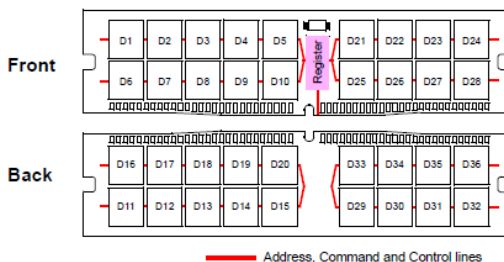 D1 D2 D3 D4 D5 D21 D22 D23 D24
Front
Register
D6 D7 D8 D9 D10 D25 D26 D27 D28
D16 D17 D18 D19 D20 D33 D34 D35 D36
Back
D11 D12 D13 D14 D15 D29 D30 D31 D32
Address, Command and Control lines